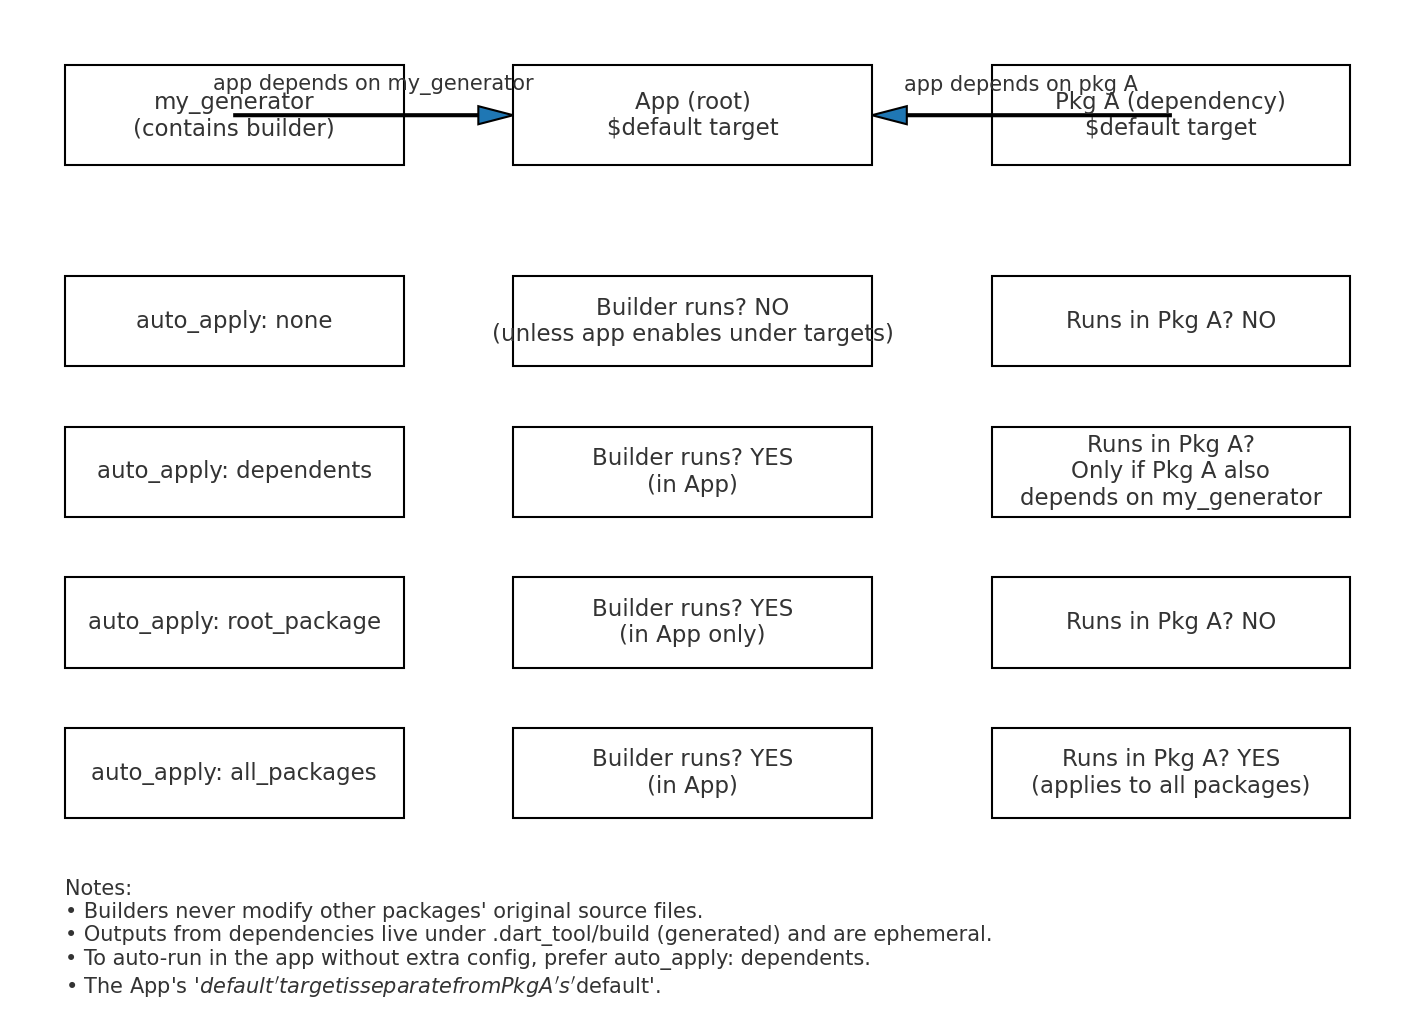 app depends on my_generator
my_generator
(contains builder)
App (root)
$default target
app depends on pkg A
Pkg A (dependency)
$default target
auto_apply: none
Builder runs? NO
(unless app enables under targets)
Runs in Pkg A? NO
auto_apply: dependents
Builder runs? YES
(in App)
Runs in Pkg A?
Only if Pkg A also
depends on my_generator
auto_apply: root_package
Builder runs? YES
(in App only)
Runs in Pkg A? NO
auto_apply: all_packages
Builder runs? YES
(in App)
Runs in Pkg A? YES
(applies to all packages)
Notes:
• Builders never modify other packages' original source files.
• Outputs from dependencies live under .dart_tool/build (generated) and are ephemeral.
• To auto-run in the app without extra config, prefer auto_apply: dependents.
• The App's 'default′targetisseparatefromPkgA′s′default'.